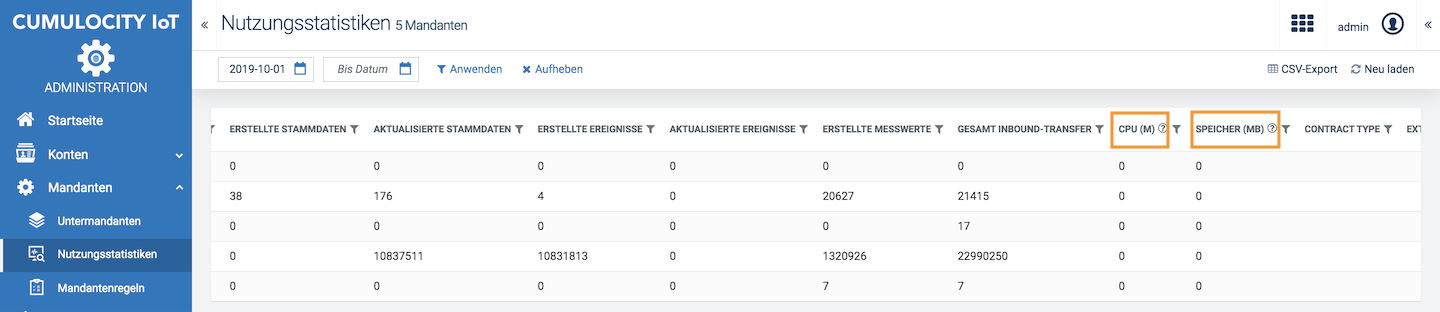 CUMULOCITY IoT
ADMINISTRATION
Startseite
Konten
Mandanten
Untermandanten
Nutzungsstatistiken
Mandantenregeln
« Nutzungsstatistiken 5 Mandanten admin «
2019-10-01 Bis Datum Anwenden Aufheben CSV-Export Neu laden
ERSTELLTE STAMMDATEN AKTUALISIERTE STAMMDATEN ERSTELLTE EREIGNISSE AKTUALISIERTE EREIGNISSE ERSTELLTE MESSWERTE GESAMT INBOUND-TRANSFER CPU (M) ? SPEICHER (MB) ? CONTRACT TYPE EXT
0 0 0 0 0 0 0 0
38 176 4 0 20627 21415 0 0
0 0 0 0 0 17 0 0
0 10837511 10831813 0 1320926 22990250 0 0
0 0 0 0 7 7 0 0